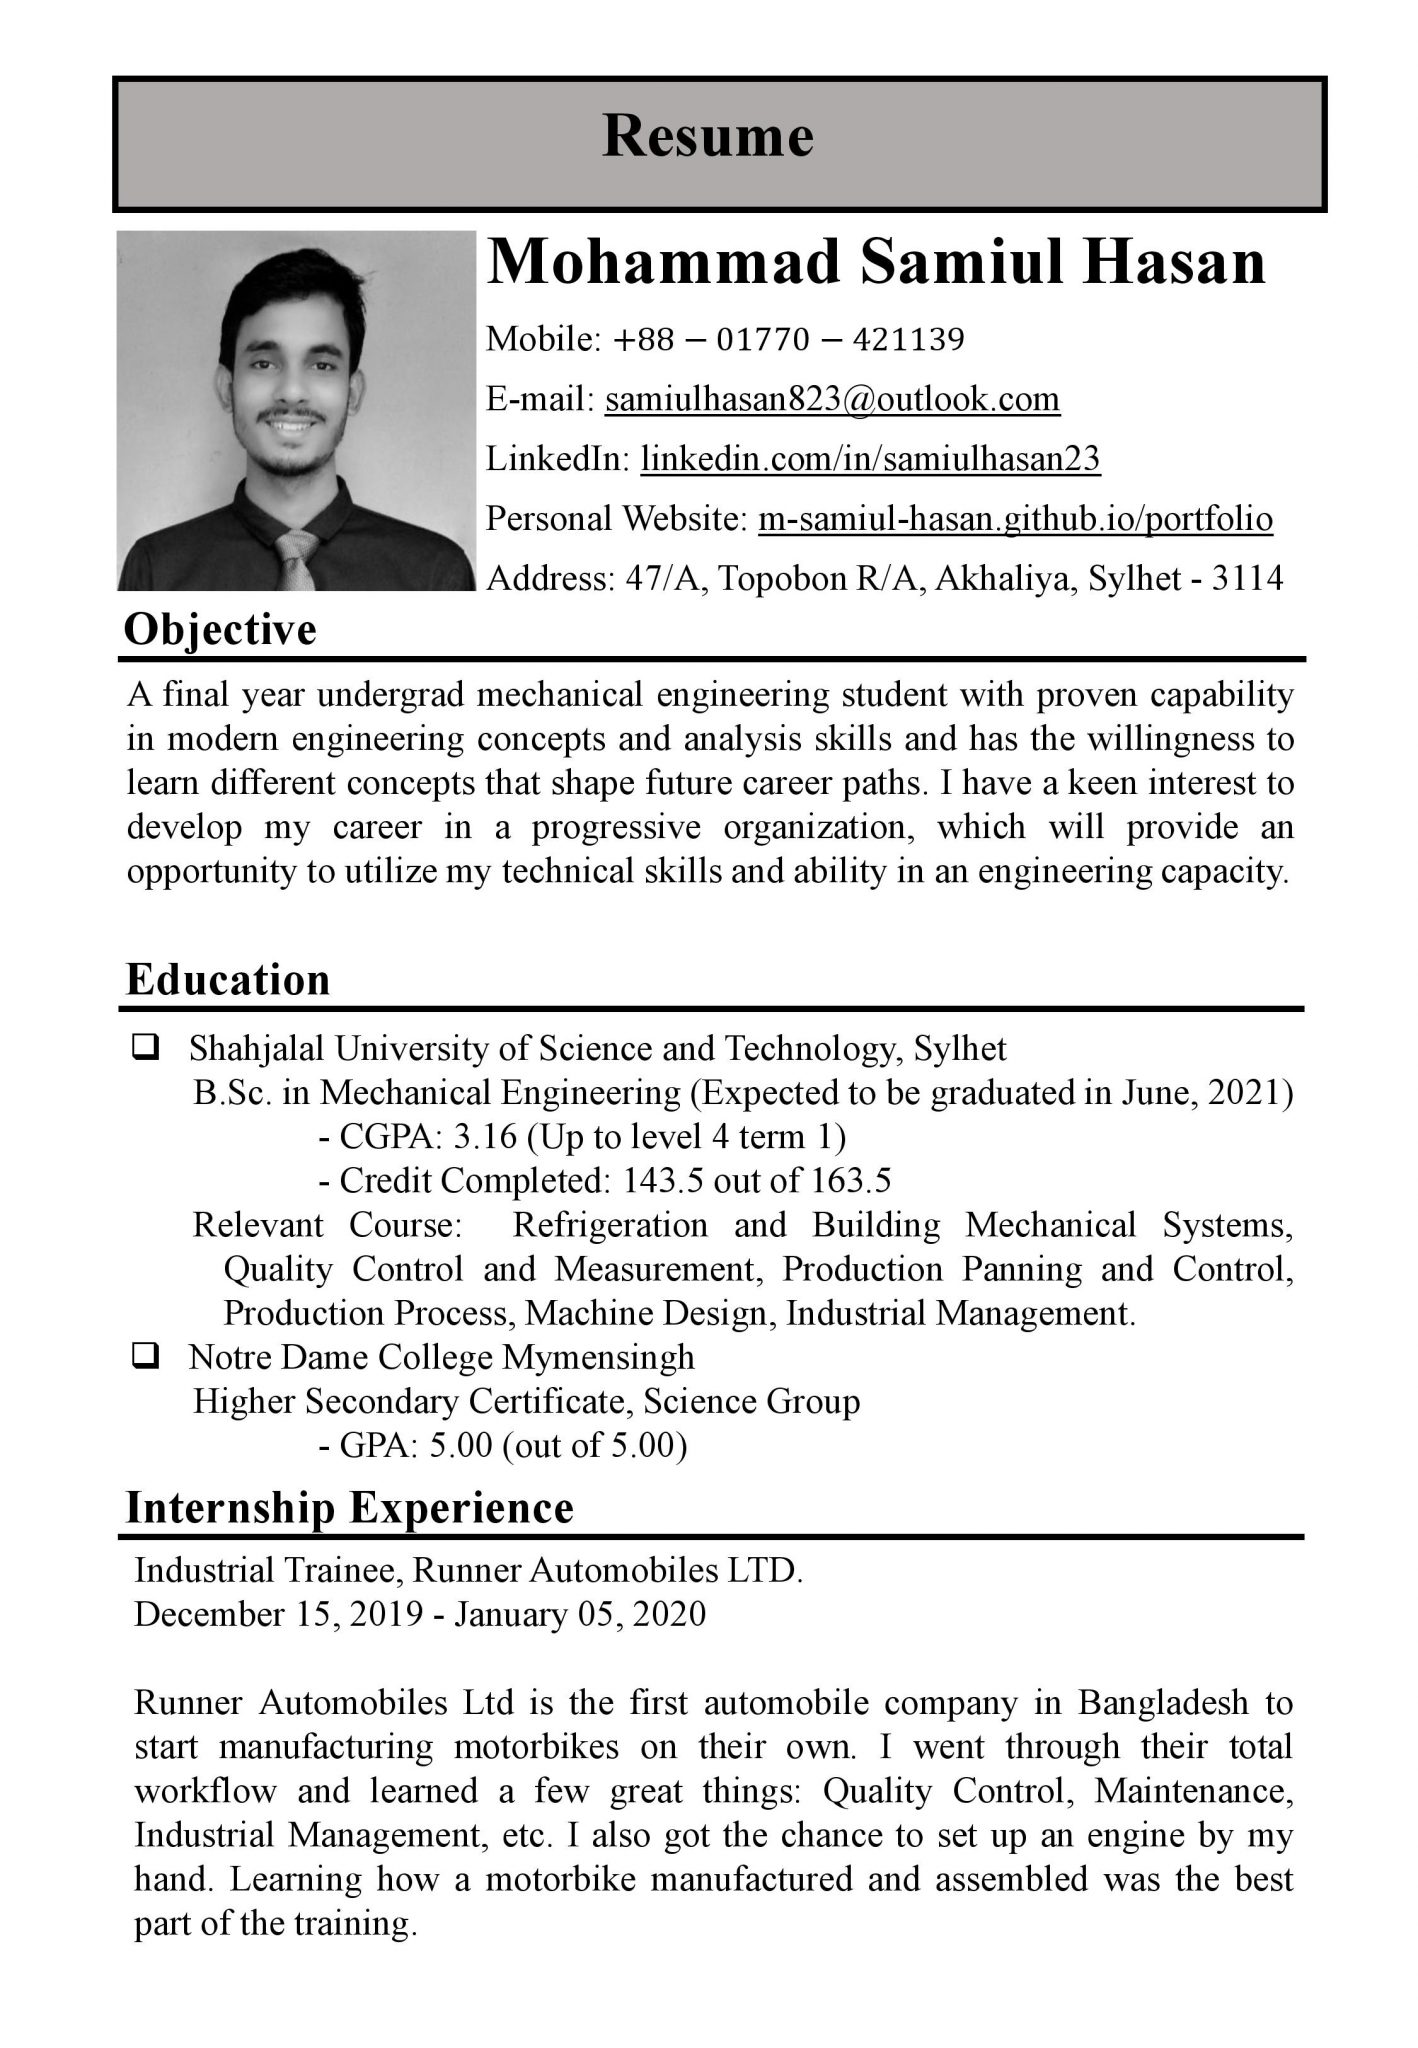 Resume
Mohammad Samiul Hasan
Mobile: +88 – 01770 – 421139
E-mail: samiulhasan823@outlook.com
LinkedIn: linkedin.com/in/samiulhasan23
Personal Website: m-samiul-hasan.github.io/portfolio
Address: 47/A, Topobon R/A, Akhaliya, Sylhet - 3114
Objective
A final year undergrad mechanical engineering student with proven capability
in modern engineering concepts and analysis skills and has the willingness to
learn different concepts that shape future career paths. I have a keen interest to
develop my career in a progressive organization, which will provide an
opportunity to utilize my technical skills and ability in an engineering capacity.
Education
❑ Shahjalal University of Science and Technology, Sylhet
B.Sc. in Mechanical Engineering (Expected to be graduated in June, 2021)
- CGPA: 3.16 (Up to level 4 term 1)
- Credit Completed: 143.5 out of 163.5
Relevant Course: Refrigeration and Building Mechanical Systems,
Quality Control and Measurement, Production Panning and Control,
Production Process, Machine Design, Industrial Management.
❑ Notre Dame College Mymensingh
Higher Secondary Certificate, Science Group
- GPA: 5.00 (out of 5.00)
Internship Experience
Industrial Trainee, Runner Automobiles LTD.
December 15, 2019 - January 05, 2020
Runner Automobiles Ltd is the first automobile company in Bangladesh to
start manufacturing motorbikes on their own. I went through their total
workflow and learned a few great things: Quality Control, Maintenance,
Industrial Management, etc. I also got the chance to set up an engine by my
hand. Learning how a motorbike manufactured and assembled was the best
part of the training.